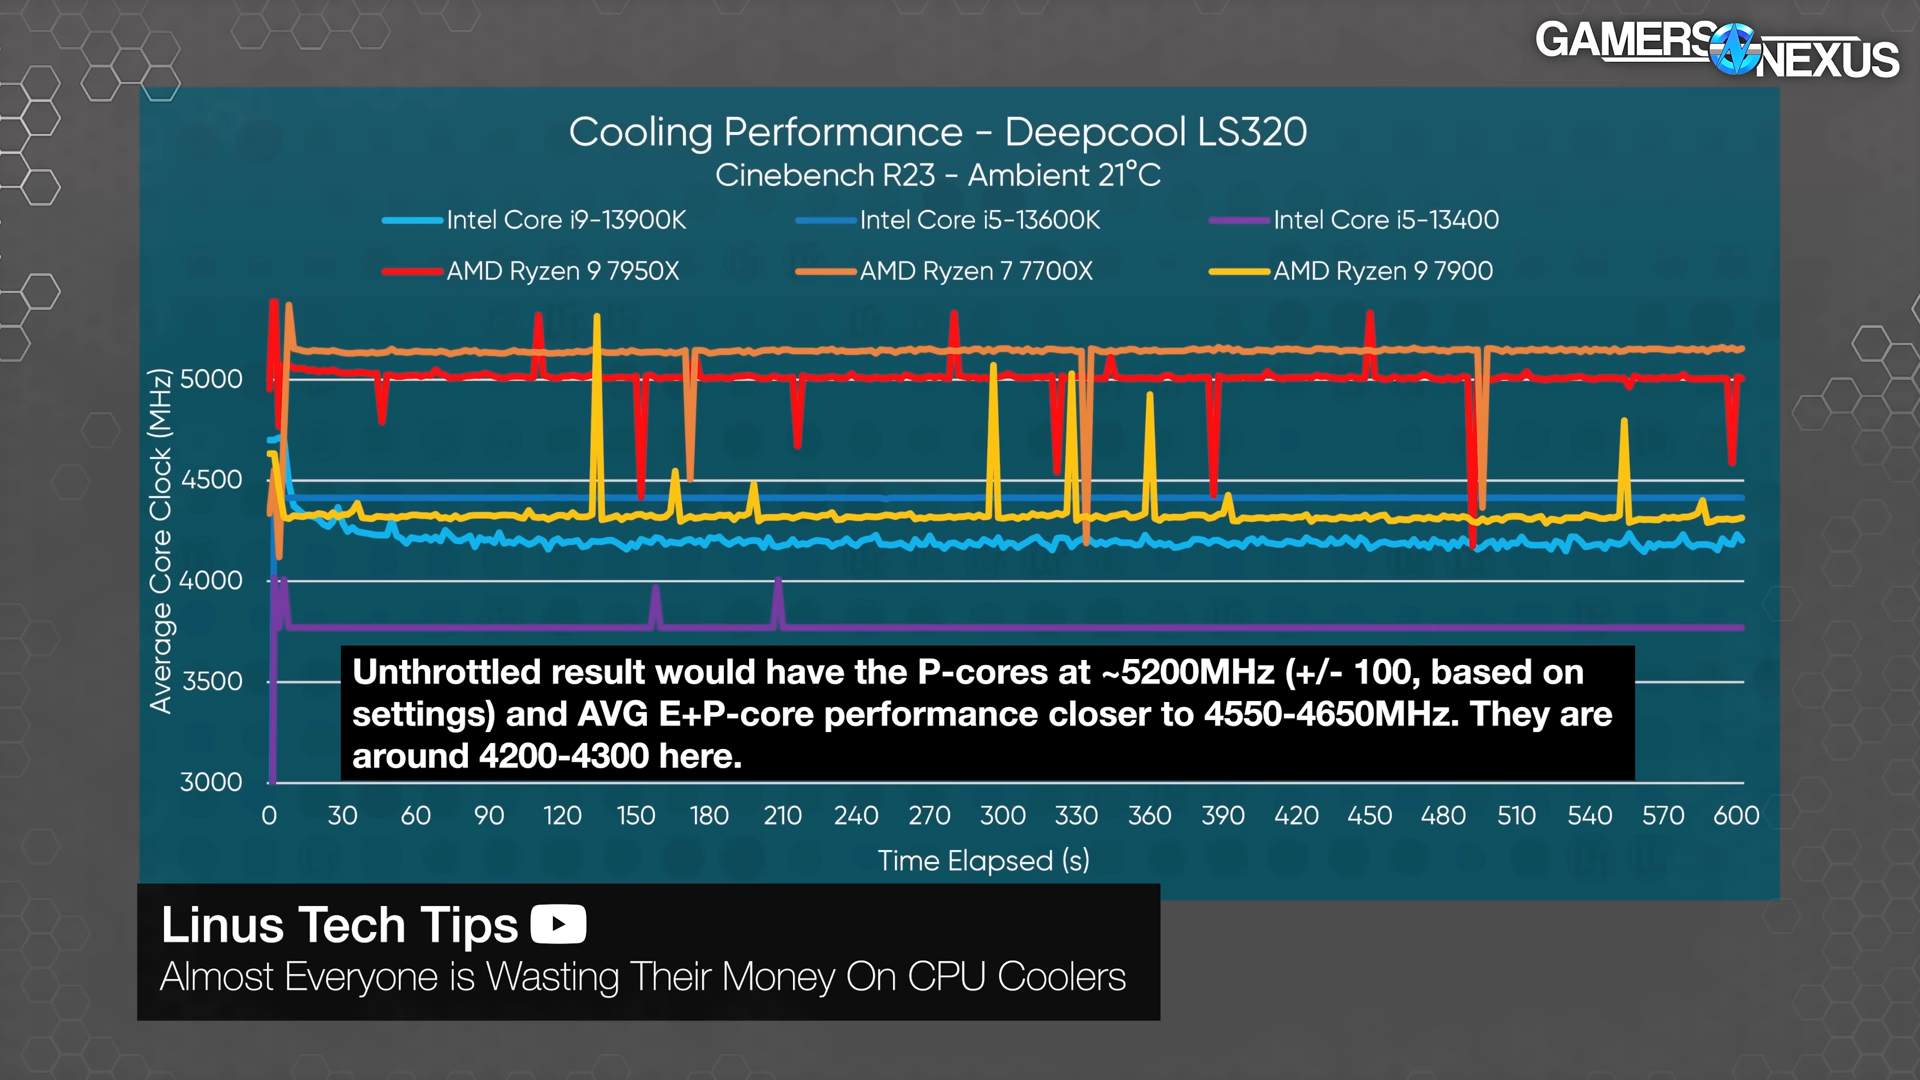 GAMERS NEXUS
Cooling Performance - Deepcool LS320
Cinebench R23 - Ambient 21°C
Intel Core i9-13900K Intel Core i5-13600K Intel Core i5-13400
AMD Ryzen 9 7950X AMD Ryzen 7 7700X AMD Ryzen 9 7900
Average Core Clock (MHz)
5000
4500
4000
3500
3000
Unthrottled result would have the P-cores at ~5200MHz (+/- 100, based on
settings) and AVG E+P-core performance closer to 4550-4650MHz. They are
around 4200-4300 here.
0 30 60 90 120 150 180 210 240 270 300 330 360 390 420 450 480 510 540 570 600
Time Elapsed (s)
Linus Tech Tips
Almost Everyone is Wasting Their Money On CPU Coolers